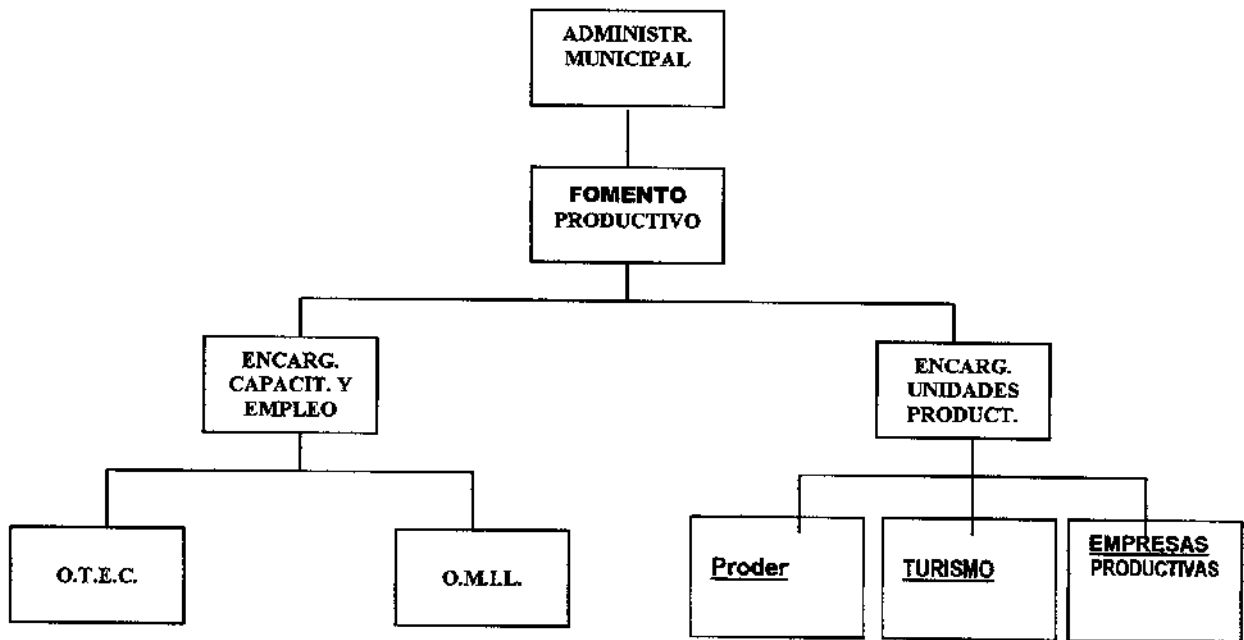 ADMINISTR.
MUNICIPAL
FOMENTO
PRODUCTIVO
ENCARG.
CAPACIT. Y
EMPLEO
ENCARG.
UNIDADES
PRODUCT.
O.T.E.C.
O.M.I.L.
Proder
TURISMO
EMPRESAS
PRODUCTIVAS